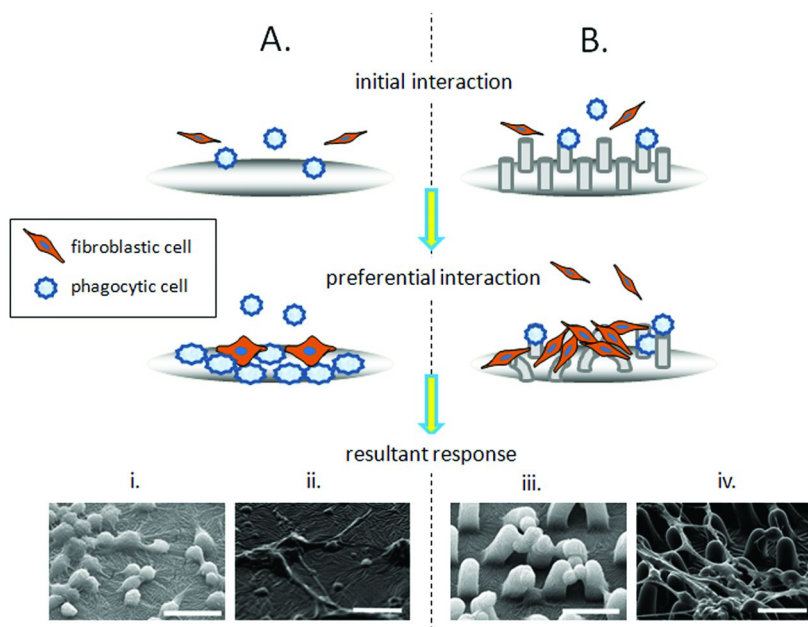 A.
B.
initial interaction
fibroblastic cell
phagocytic cell
preferential interaction
resultant response
i.
ii.
iii.
iv.